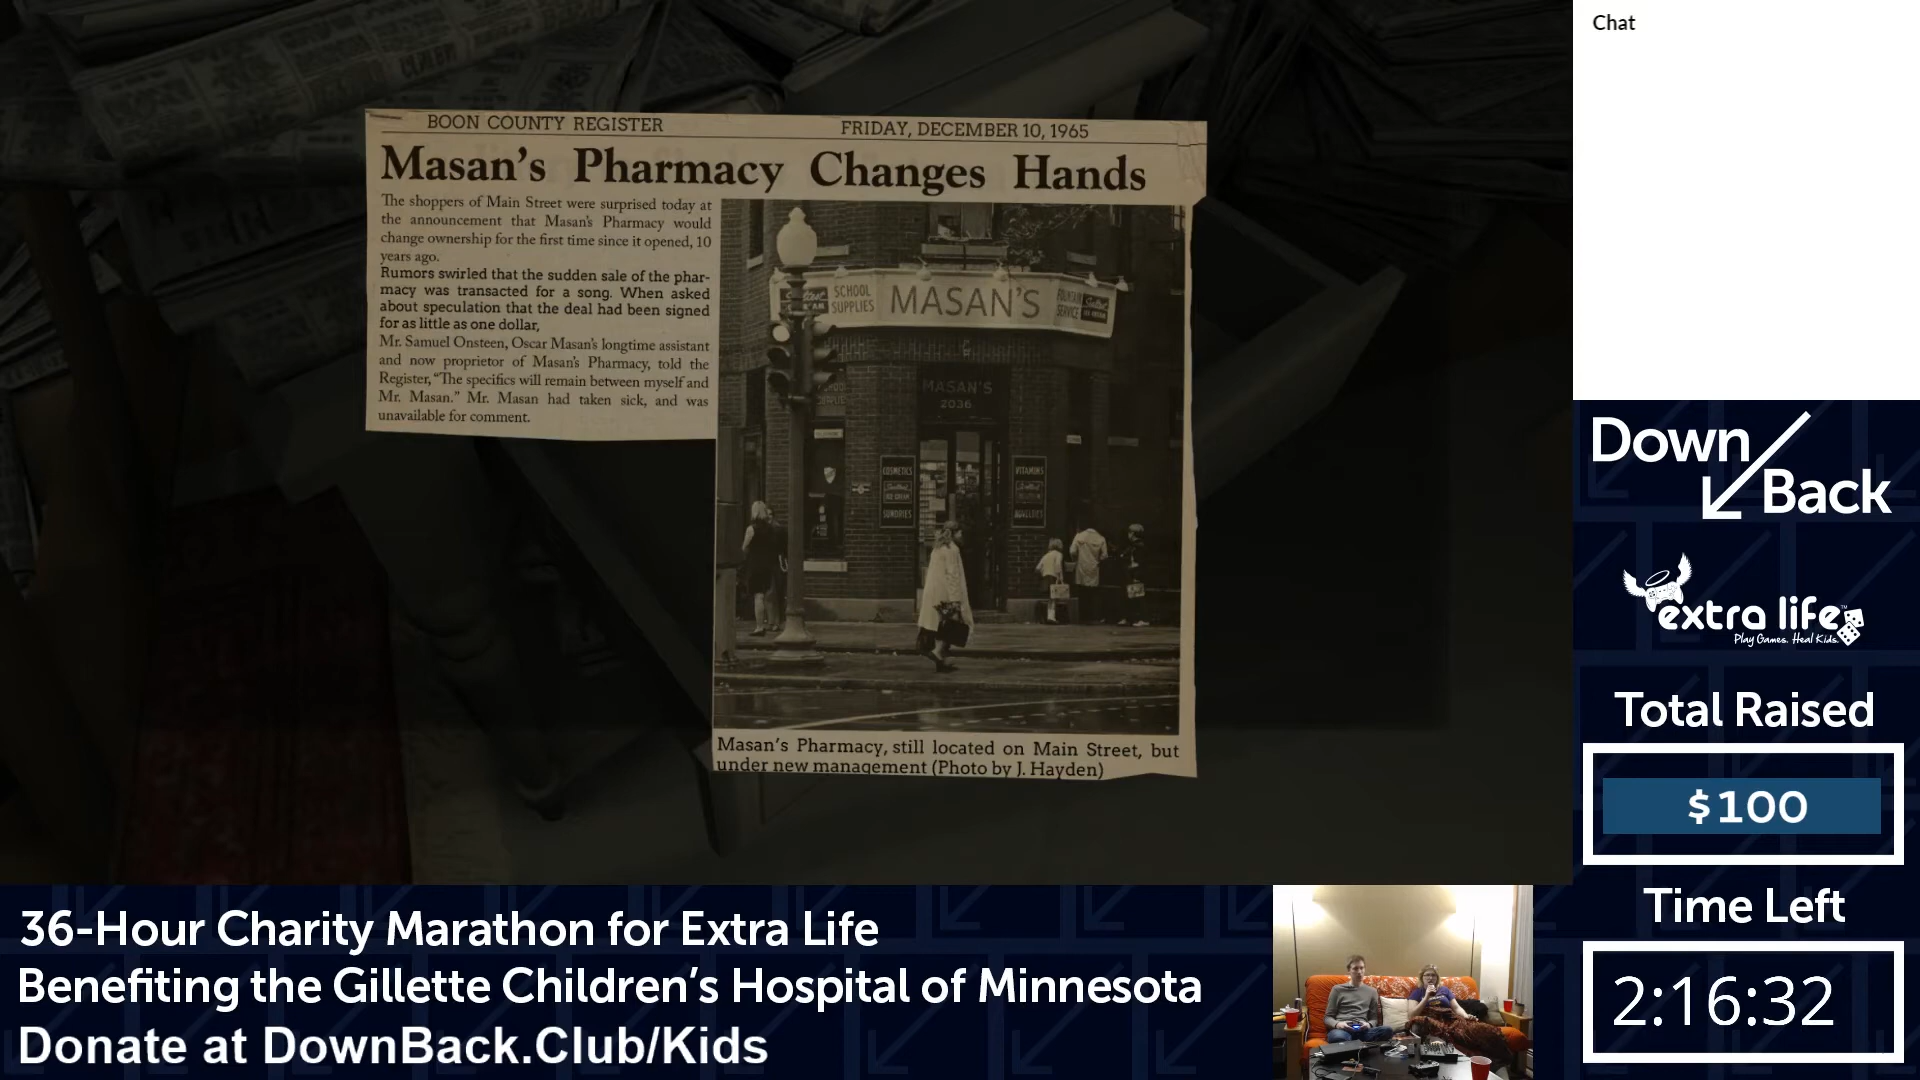 BOON COUNTY REGISTER
FRIDAY, DECEMBER 10, 1965
Masan's Pharmacy Changes Hands
The shoppers of Main Street were surprised today at
the announcement that Masan's Pharmacy would
change ownership for the first time since it opened, 10
years ago.
Rumors swirled that the sudden sale of the phar-
macy was transacted for a song. When asked
about speculation that the deal had been signed
for as little as one dollar,
Mr. Samuel Onsteen, Oscar Masan's longtime assistant
and now proprietor of Masan's Pharmacy, told the
Register, "The specifics will remain between myself and
Mr. Masan." Mr. Masan had taken sick, and was
unavailable for comment.
SCHOOL
SUPPLIES
MASAN'S
FOUNTAIN
SERVICE
MASAN'S
2036
COSMETICS
ICE CREAM
SUNDRIES
VITAMINS
Masan's Pharmacy, still located on Main Street, but
under new management (Photo by J. Hayden)
Chat
Down
Back
extra life
Play Games. Heal Kids.
Total Raised
$100
Time Left
2:16:32
36-Hour Charity Marathon for Extra Life
Benefiting the Gillette Children's Hospital of Minnesota
Donate at DownBack.Club/Kids